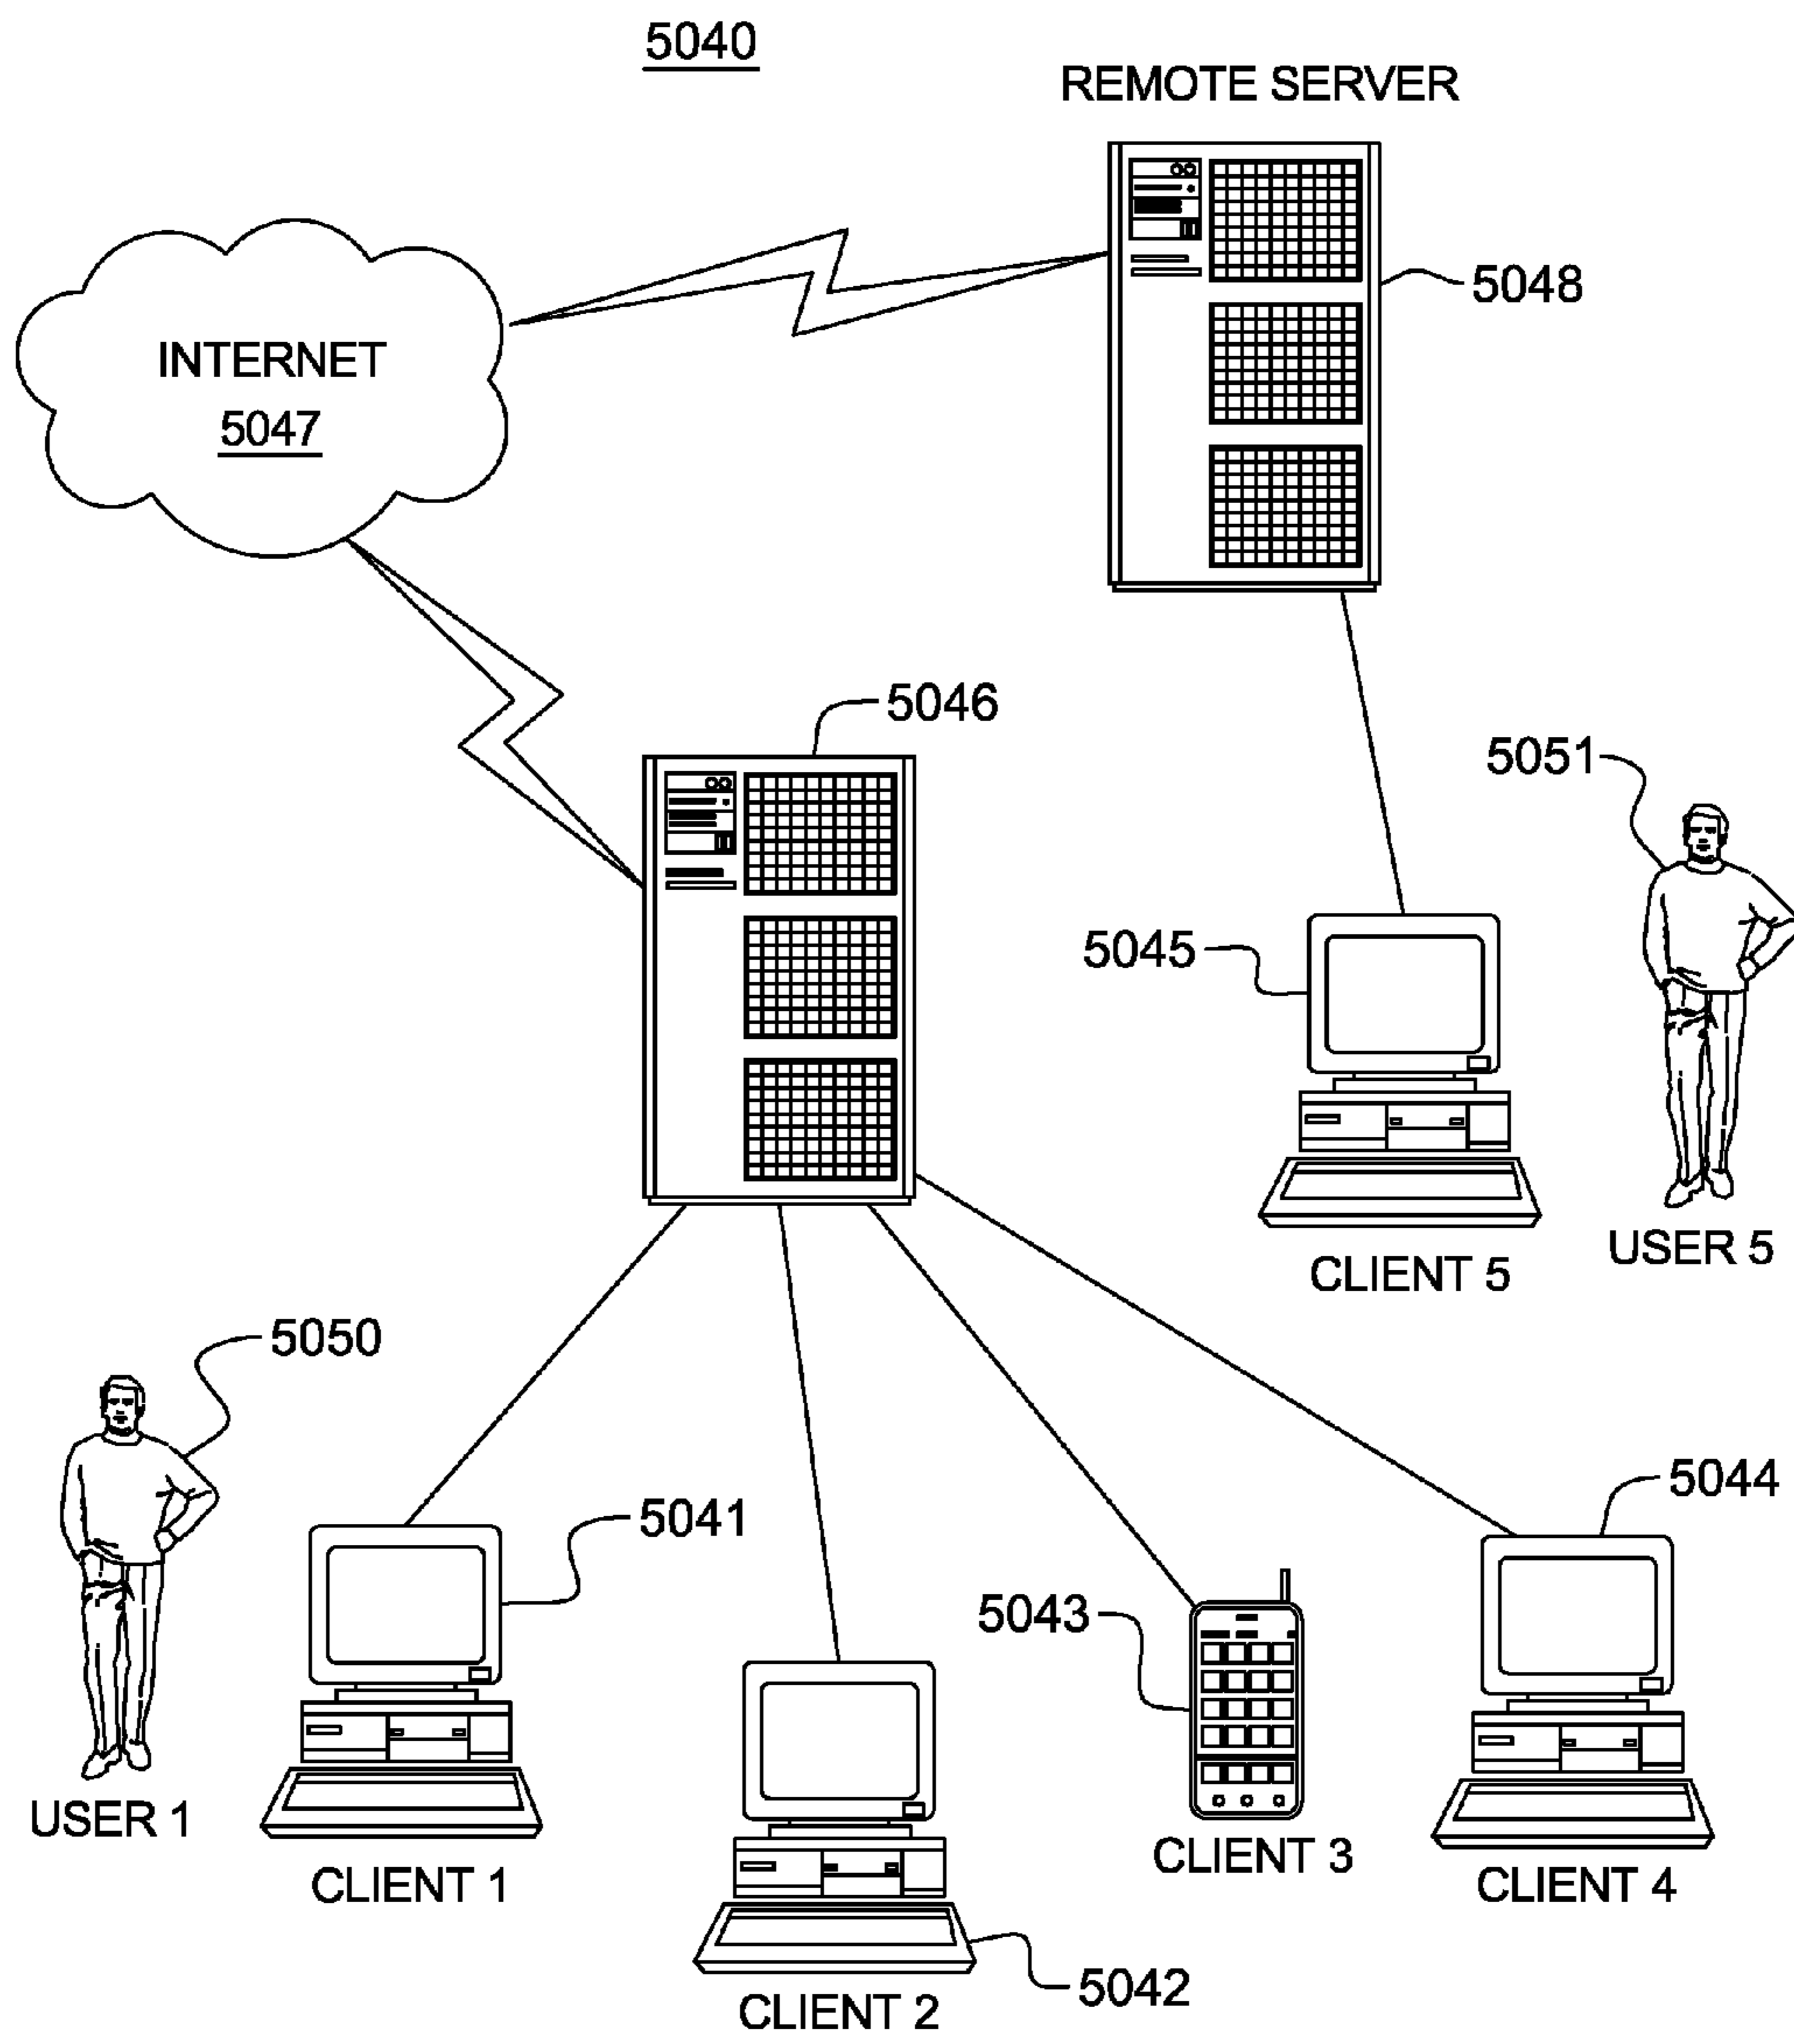 5040
REMOTE SERVER
5048
INTERNET
5047
5046
5051
5045
USER 5
CLIENT 5
5050
5044
5041
5043
USER 1
CLIENT 3
CLIENT 1
CLIENT 4
5042
CLIENT 2